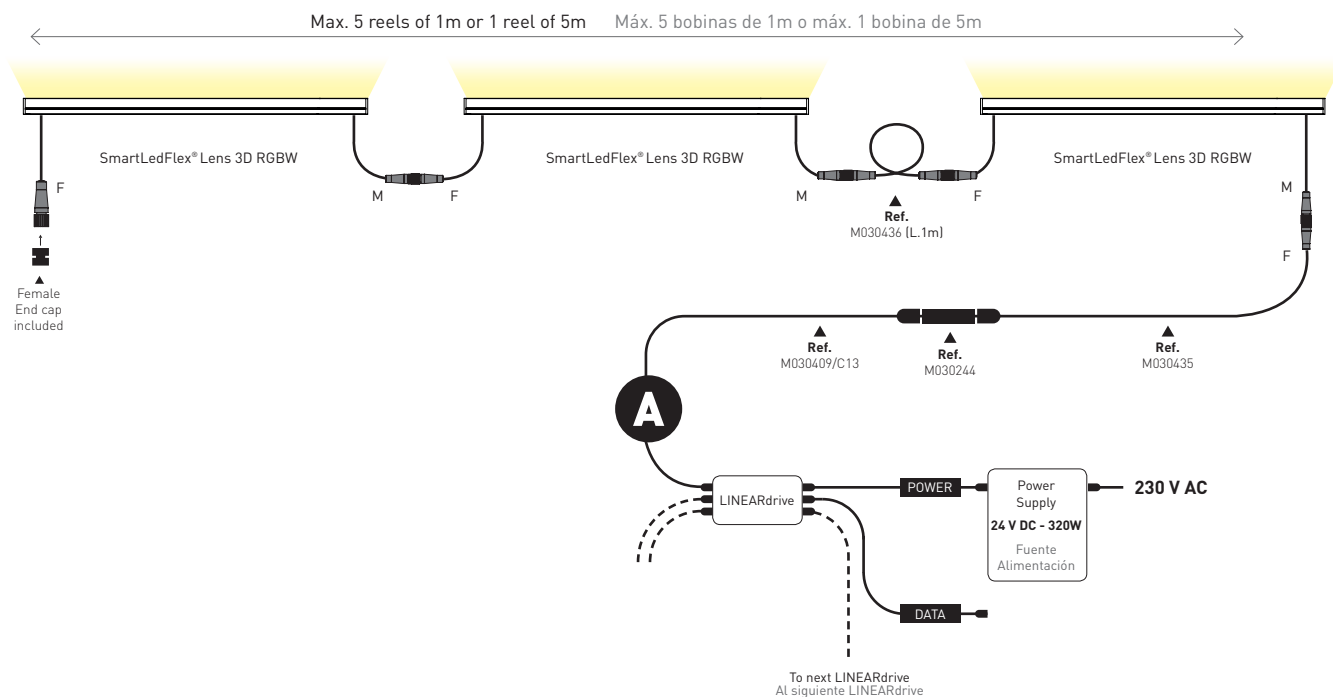 Max. 5 reels of 1m or 1 reel of 5m Máx. 5 bobinas de 1m o máx. 1 bobina de 5m
SmartLedFlex® Lens 3D RGBW
SmartLedFlex® Lens 3D RGBW
SmartLedFlex® Lens 3D RGBW
F
M
F
M
F
M
F
Ref.
M030436 (L.1m)
Female
End cap
included
Ref.
M030409/C13
Ref.
M030244
Ref.
M030435
A
LINEARdrive
POWER
Power
Supply
24 V DC - 320W
Fuente
Alimentación
230 V AC
DATA
To next LINEARdrive
Al siguiente LINEARdrive